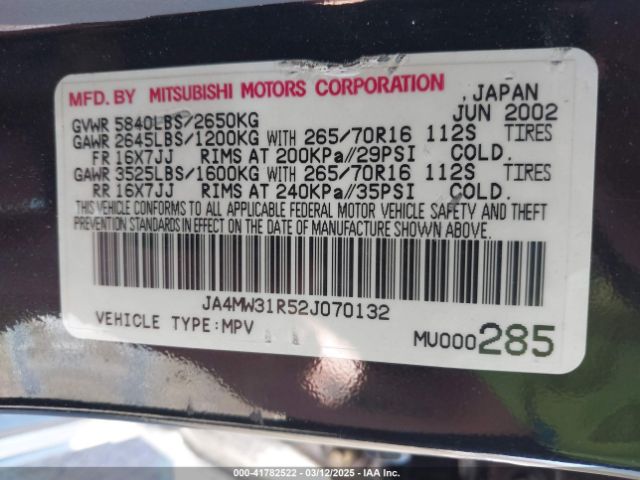 MFD. BY MITSUBISHI MOTORS CORPORATION , JAPAN
GVWR 5840LBS/2650KG JUN 2002
GAWR 2645LBS/1200KG WITH 265/70R16 112S TIRES
FR 16X7JJ RIMS AT 200KPa//29PSI COLD.
GAWR 3525LBS/1600KG WITH 265/70R16 112S TIRES
RR 16X7JJ RIMS AT 240KPa//35PSI COLD.
THIS VEHICLE CONFORMS TO ALL APPLICABLE FEDERAL MOTOR VEHICLE SAFETY AND THEFT
PREVENTION STANDARDS IN EFFECT ON THE DATE OF MANUFACTURE SHOWN ABOVE.
JA4MW31R52J070132
VEHICLE TYPE:MPV
MU000285
000-41782522 - 03/12/2025 - IAA Inc.